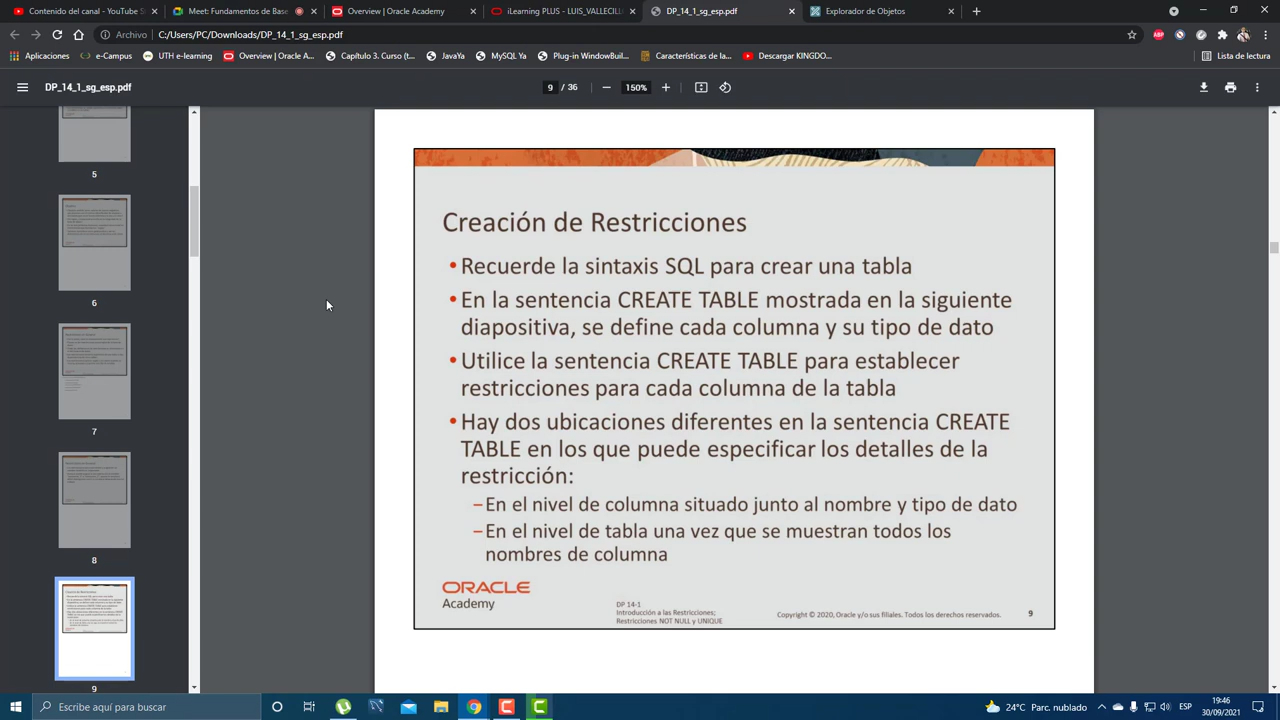 Contenido del curso - YouTube S
Meet: Fundamentos de Base
Overview | Oracle Academy
iLearning PLUS - LUIS_VALLECILL
DP_14_1_sg_esp.pdf
Explorador de Objetos
Archivo
C:/Users/PC/Downloads/DP_14_1_sg_esp.pdf
Aplicaciones
e-Campus
UTH e-learning
Overview | Oracle A...
Capítulo 3. Curso (t...
JavaYa
MySQL Ya
Plug-in WindowBuil...
Características de la...
Descargar KINGDO...
Lista de lectura
DP_14_1_sg_esp.pdf
9 / 36
150%
5
6
7
8
9
Creación de Restricciones
•Recuerde la sintaxis SQL para crear una tabla
•En la sentencia CREATE TABLE mostrada en la siguiente
diapositiva, se define cada columna y su tipo de dato
•Utilice la sentencia CREATE TABLE para establecer
restricciones para cada columna de la tabla
•Hay dos ubicaciones diferentes en la sentencia CREATE
TABLE en los que puede especificar los detalles de la
restricción:
–En el nivel de columna situado junto al nombre y tipo de dato
–En el nivel de tabla una vez que se muestran todos los
nombres de columna
ORACLE
Academy
DP 14-1
Introducción a las Restricciones;
Restricciones NOT NULL y UNIQUE
Copyright © 2020, Oracle y/o sus filiales. Todos los derechos reservados.
9
Escribe aquí para buscar
24°C Parc. nublado
ESP
19:46
30/09/2021